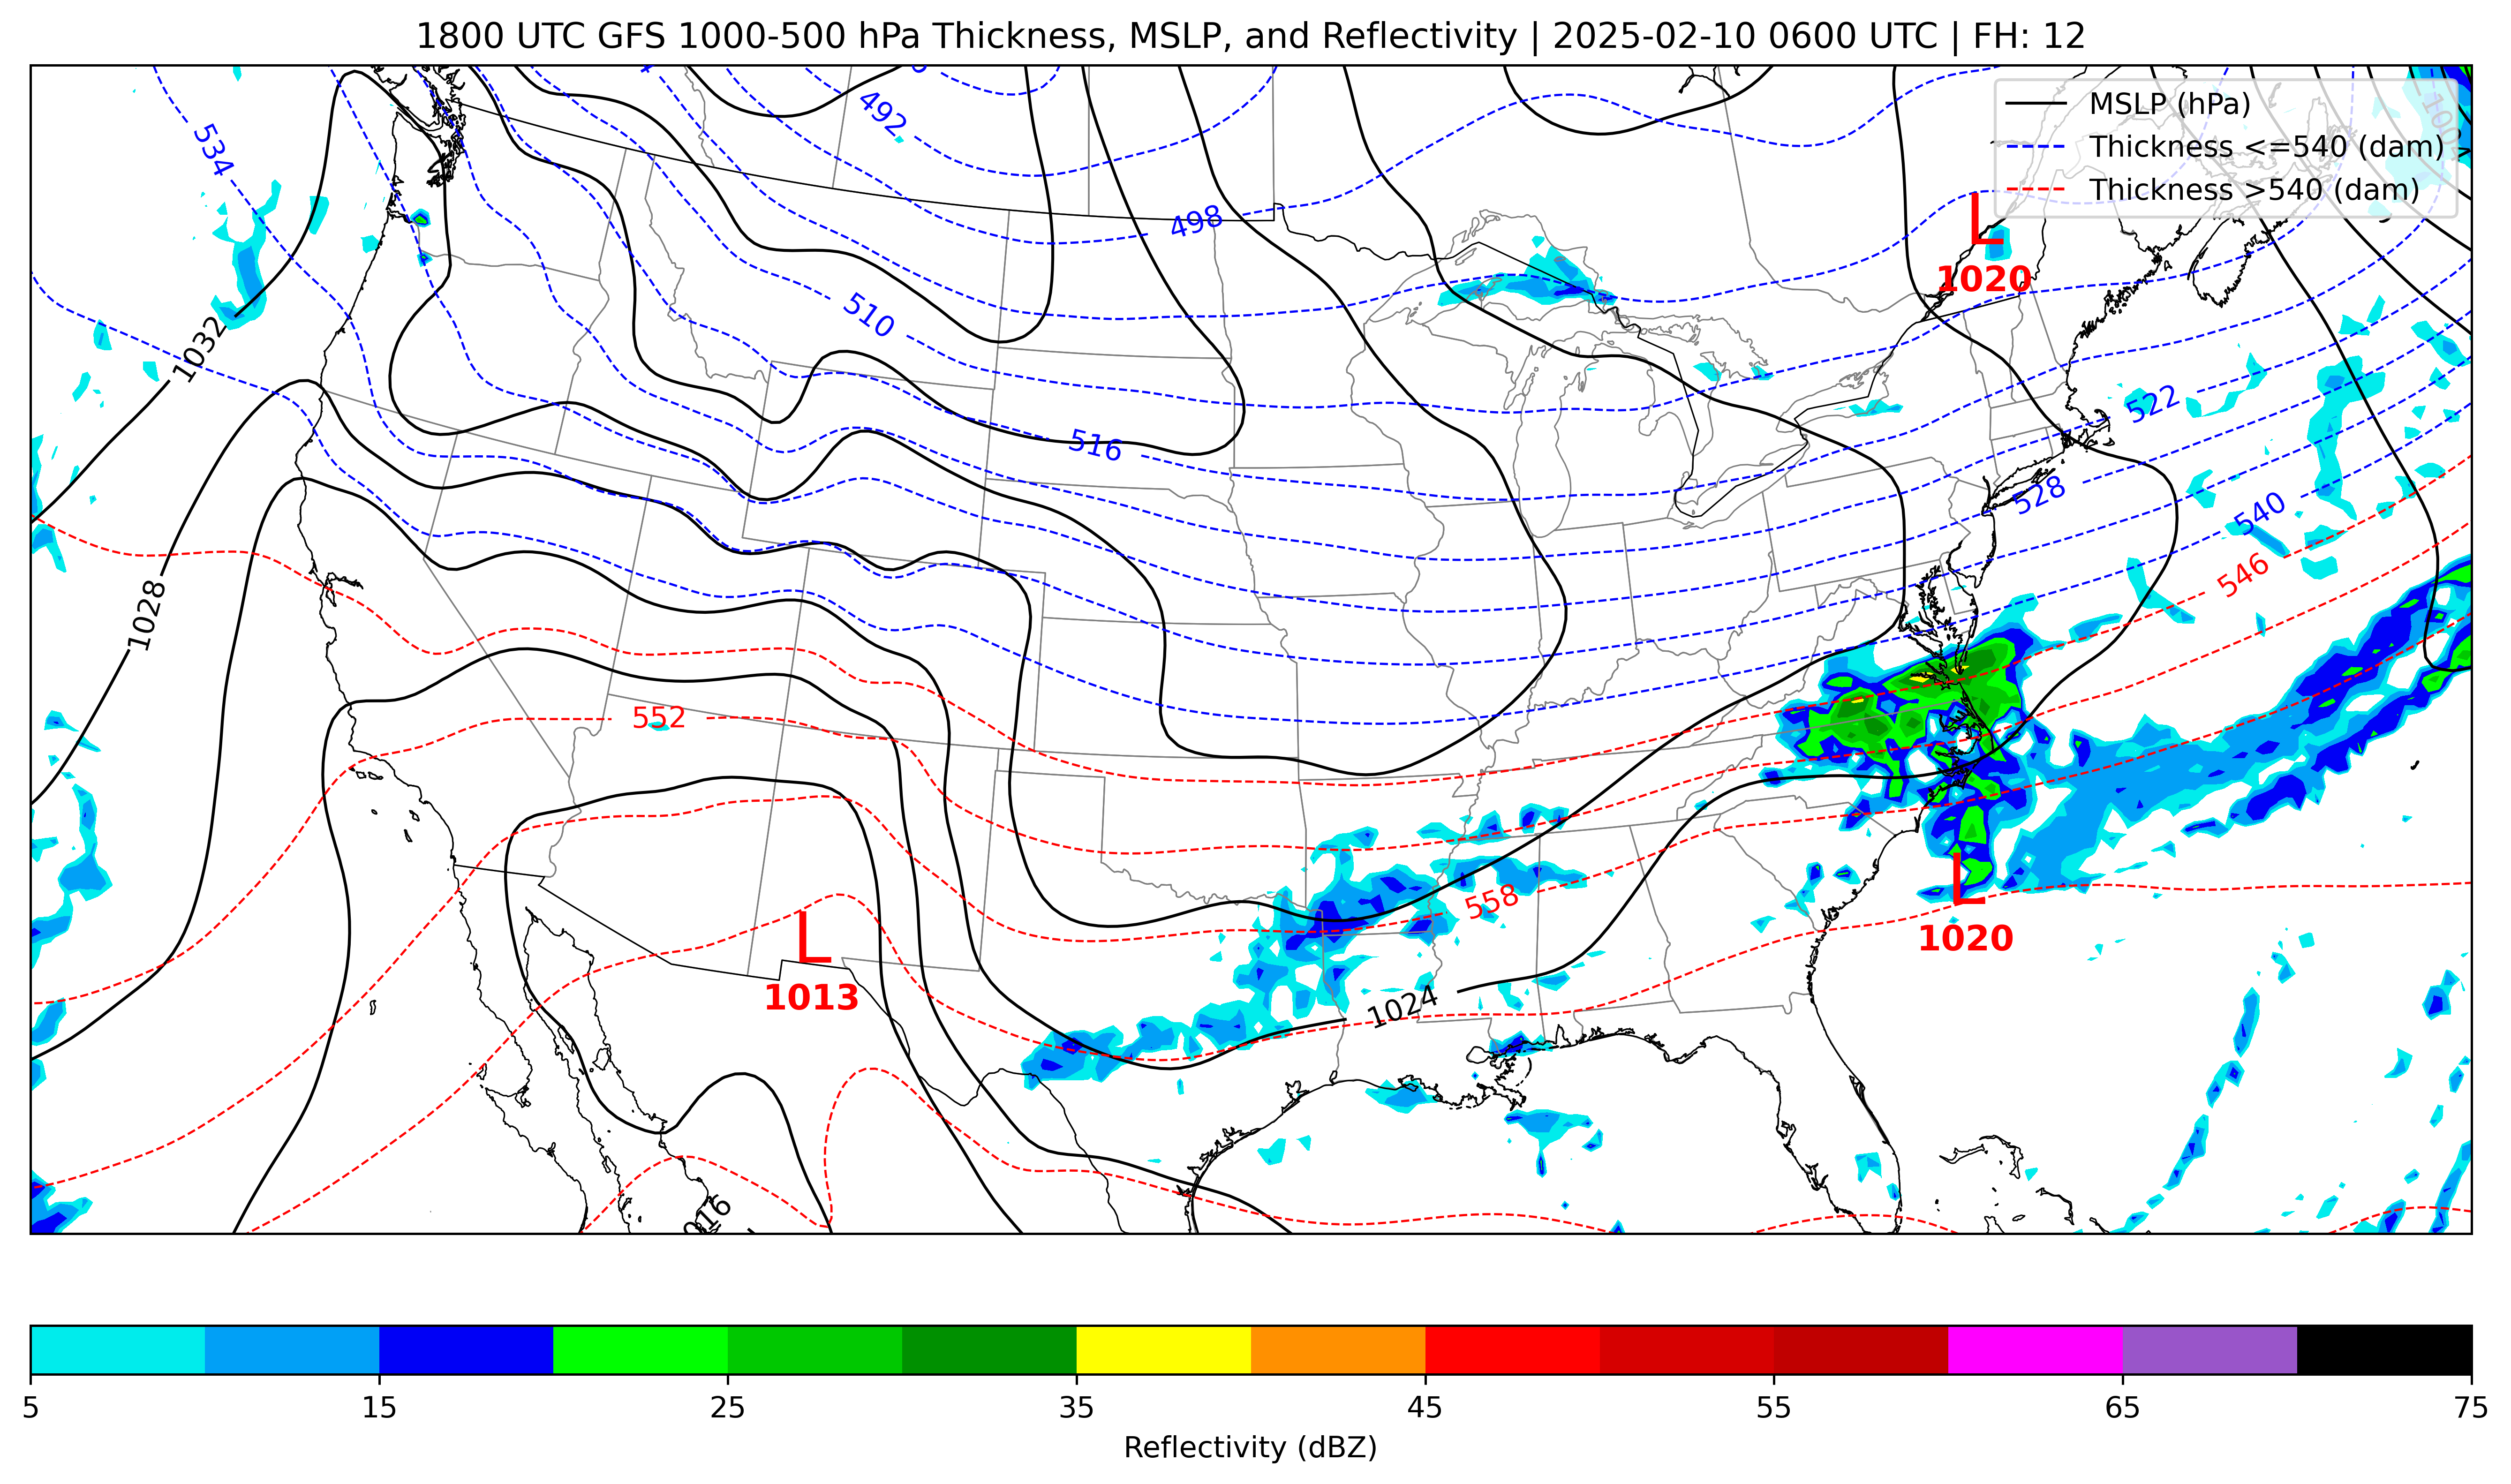 1800 UTC GFS 1000-500 hPa Thickness, MSLP, and Reflectivity | 2025-02-10 0600 UTC | FH: 12
MSLP (hPa)
Thickness <=540 (dam)
Thickness >540 (dam)
492
534
498
L
1020
510
1032
522
516
528
540
546
1028
552
558
L
1020
L
1013
1024
5 15 25 35 45 55 65 75
Reflectivity (dBZ)